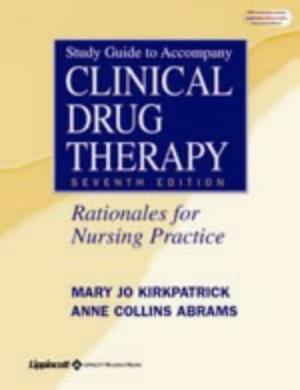 Study Guide to Accompany
CLINICAL
DRUG
THERAPY
SEVENTH EDITION
Rationales for
Nursing Practice
MARY JO KIRKPATRICK
ANNE COLLINS ABRAMS
Lippincott